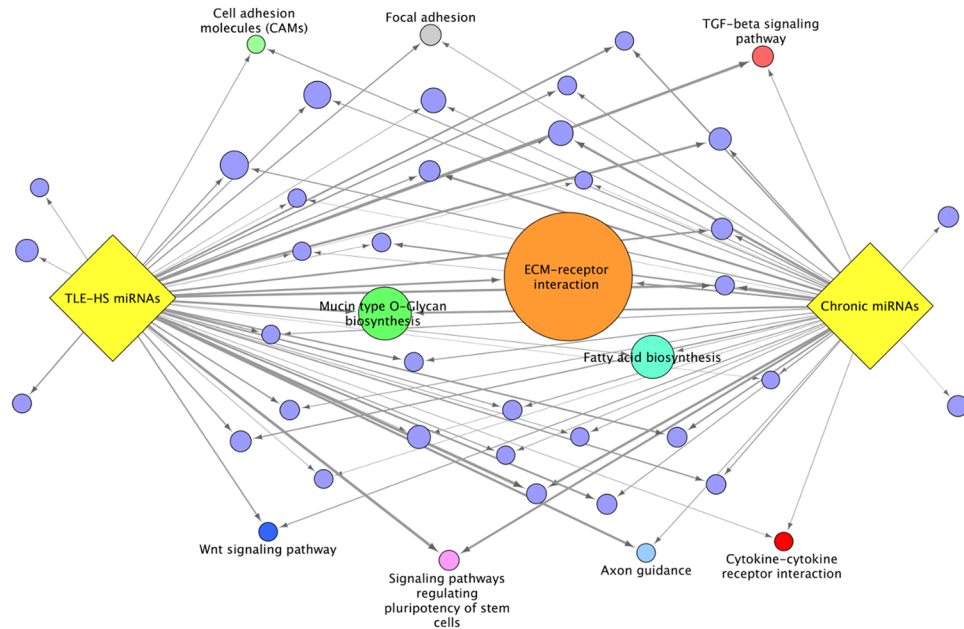 Cell adhesion
molecules (CAMs)
Focal adhesion
TGF-beta signaling
pathway
TLE-HS miRNAs
ECM-receptor
interaction
Mucin type O-Glycan
biosynthesis
Chronic miRNAs
Fatty acid biosynthesis
Wnt signaling pathway
Signaling pathways
regulating
pluripotency of stem
cells
Axon guidance
Cytokine-cytokine
receptor interaction